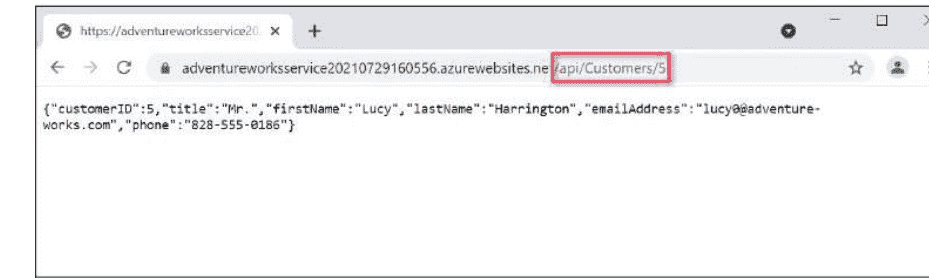 https://adventureworksservice20
adventureworksservice20210729160556.azurewebsites.ne/api/Customers/5
{"customerID":5,"title":"Mr.","firstName":"Lucy","lastName":"Harrington","emailAddress":"lucy0@adventure-
works.com","phone":"828-555-0186"}